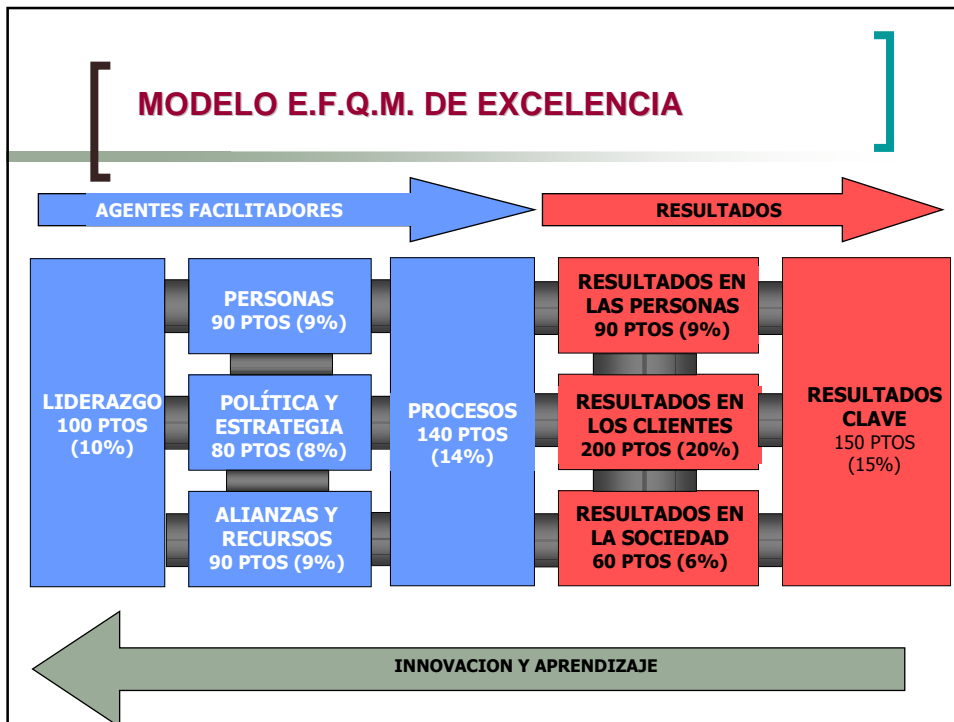 MODELO E.F.Q.M. DE EXCELENCIA
AGENTES FACILITADORES
RESULTADOS
LIDERAZGO
100 PTOS
(10%)
PERSONAS
90 PTOS (9%)
POLÍTICA Y
ESTRATEGIA
80 PTOS (8%)
ALIANZAS Y
RECURSOS
90 PTOS (9%)
PROCESOS
140 PTOS
(14%)
RESULTADOS EN
LAS PERSONAS
90 PTOS (9%)
RESULTADOS EN
LOS CLIENTES
200 PTOS (20%)
RESULTADOS EN
LA SOCIEDAD
60 PTOS (6%)
RESULTADOS
CLAVE
150 PTOS
(15%)
INNOVACION Y APRENDIZAJE